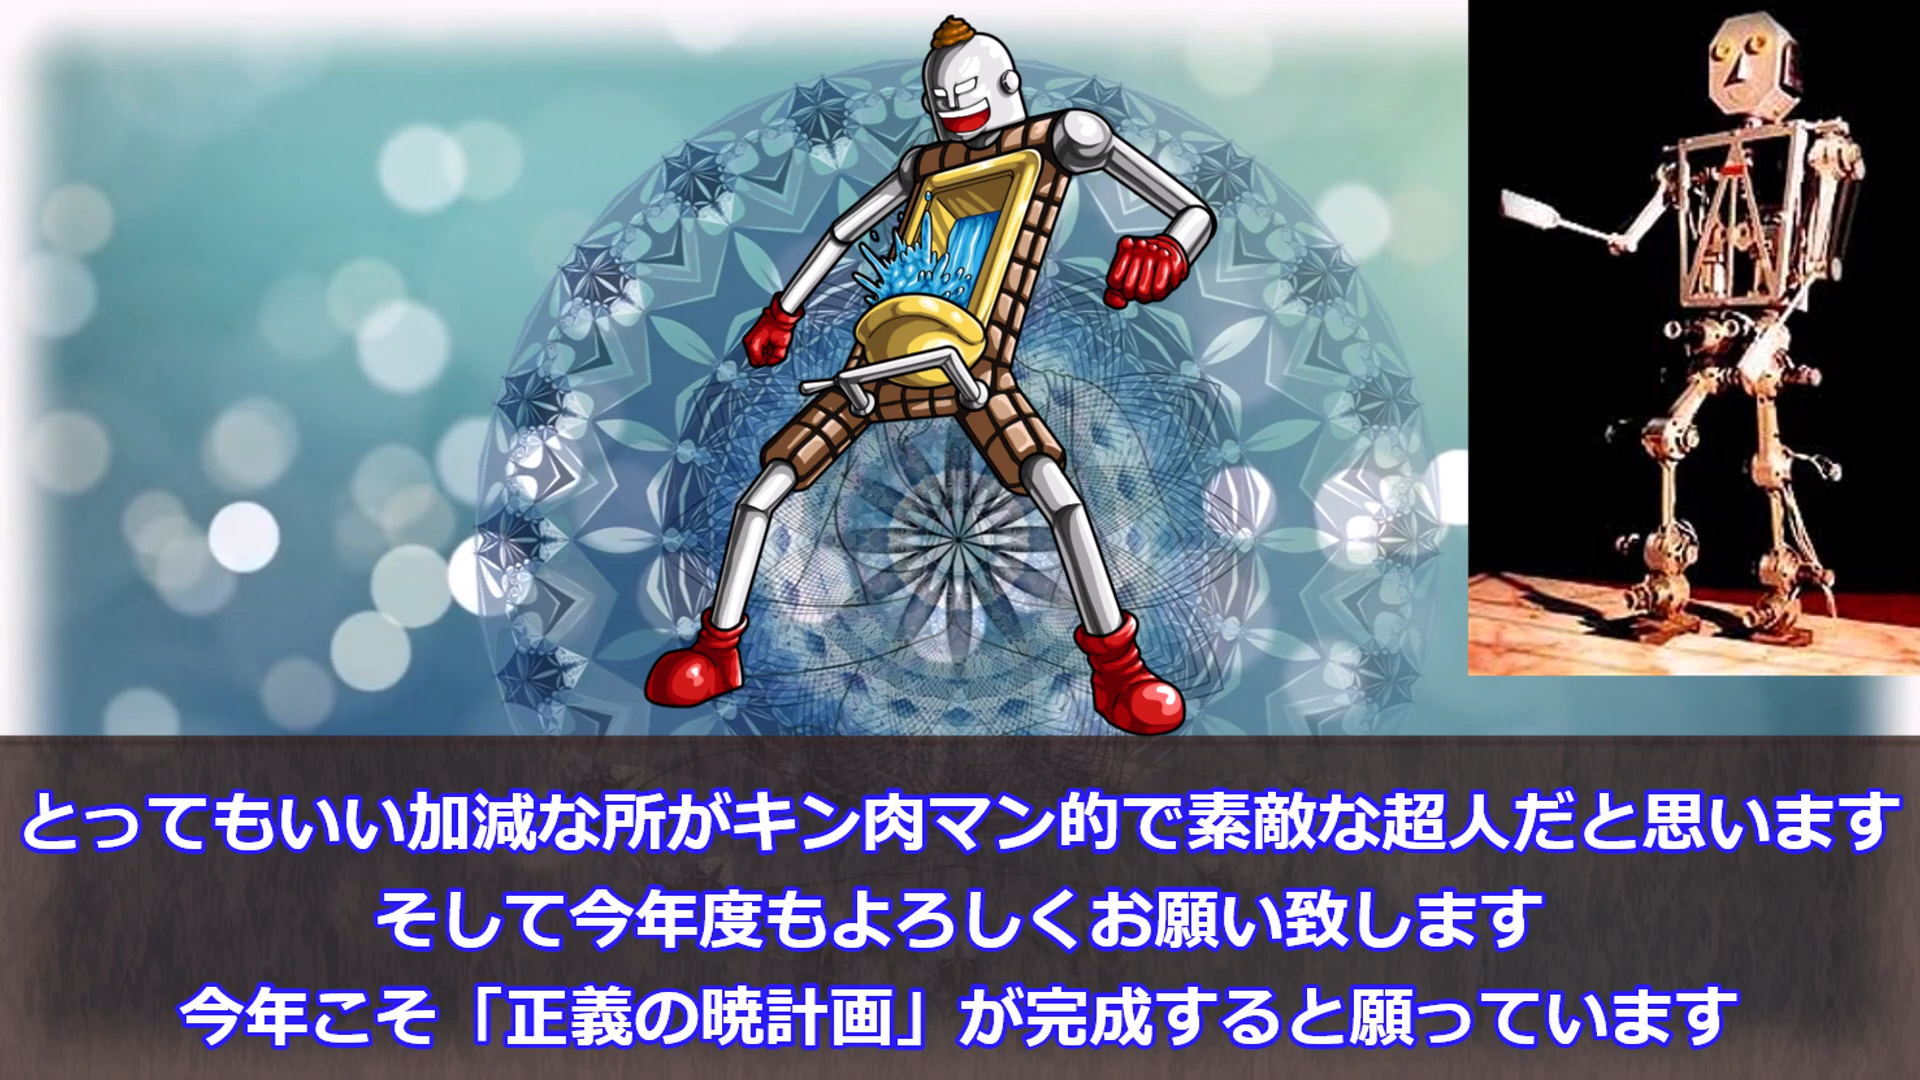 とってもいい加減な所がキン肉マン的で素敵な超人だと思います
そして今年度もよろしくお願い致します
今年こそ「正義の暁計画」が完成すると願っています